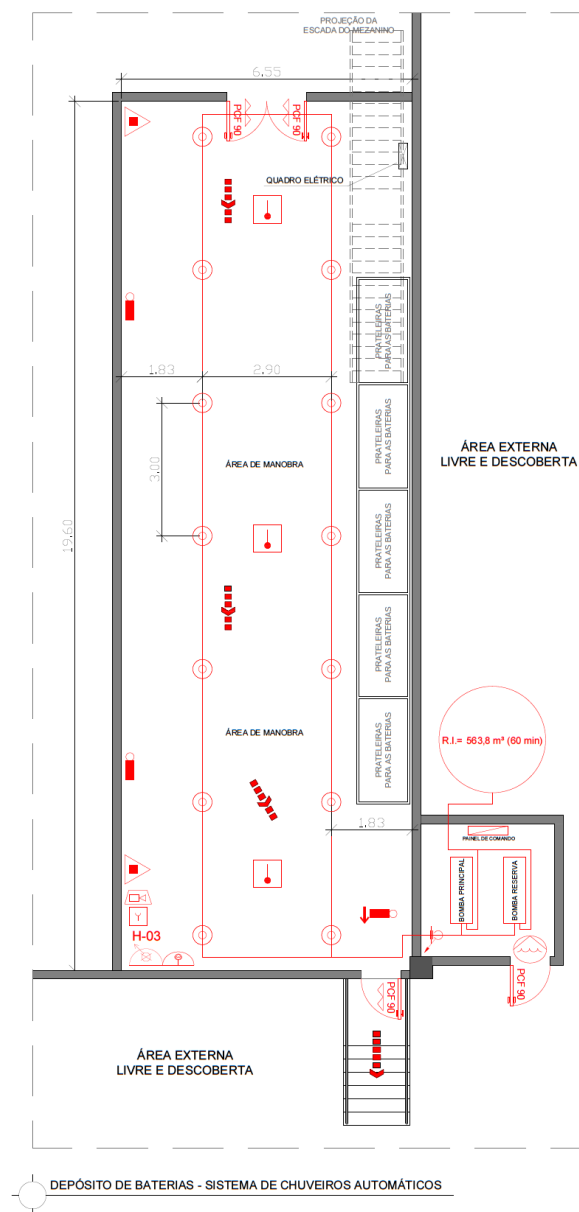 PROJEÇÃO DA
ESCADA DO MEZANINO
6.55
PCF 90
PCF 90
QUADRO ELÉTRICO
PRATELEIRAS
PARA AS BATERIAS
1.83
2.90
PRATELEIRAS
PARA AS BATERIAS
ÁREA EXTERNA
LIVRE E DESCOBERTA
ÁREA DE MANOBRA
3.00
19.60
PRATELEIRAS
PARA AS BATERIAS
PRATELEIRAS
PARA AS BATERIAS
ÁREA DE MANOBRA
PRATELEIRAS
PARA AS BATERIAS
R.I.= 563,8 m³ (60 min)
1.83
PAINEL DE COMANDO
BOMBA PRINCIPAL
BOMBA RESERVA
H-03
PCF 90
PCF 90
ÁREA EXTERNA
LIVRE E DESCOBERTA
DEPÓSITO DE BATERIAS - SISTEMA DE CHUVEIROS AUTOMÁTICOS